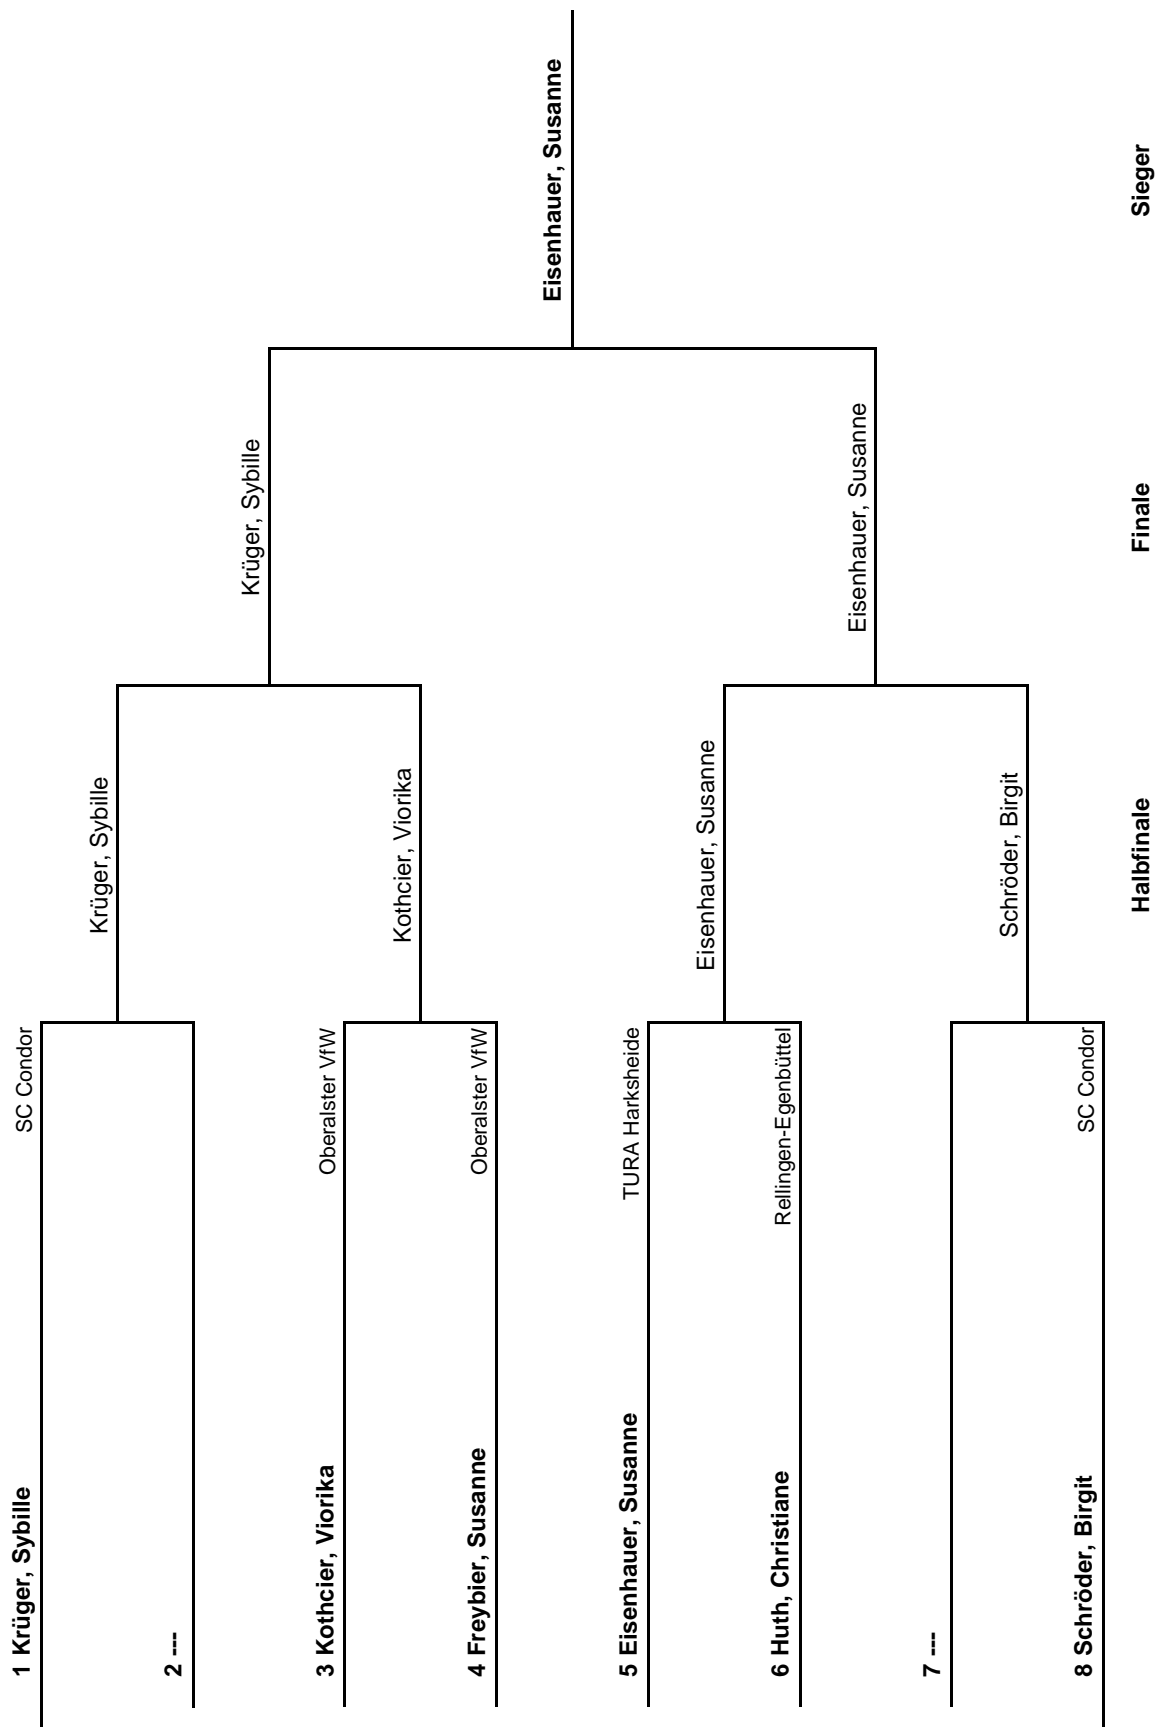 1 Krüger, Sybille SC Condor
2 ---
3 Kothcier, Viorika Oberalster VfW
4 Freybier, Susanne Oberalster VfW
5 Eisenhauer, Susanne TURA Harksheide
6 Huth, Christiane Rellingen-Egenbüttel
7 ---
8 Schröder, Birgit SC Condor
Krüger, Sybille
Kothcier, Viorika
Eisenhauer, Susanne
Schröder, Birgit
Halbfinale
Krüger, Sybille
Eisenhauer, Susanne
Finale
Eisenhauer, Susanne
Sieger